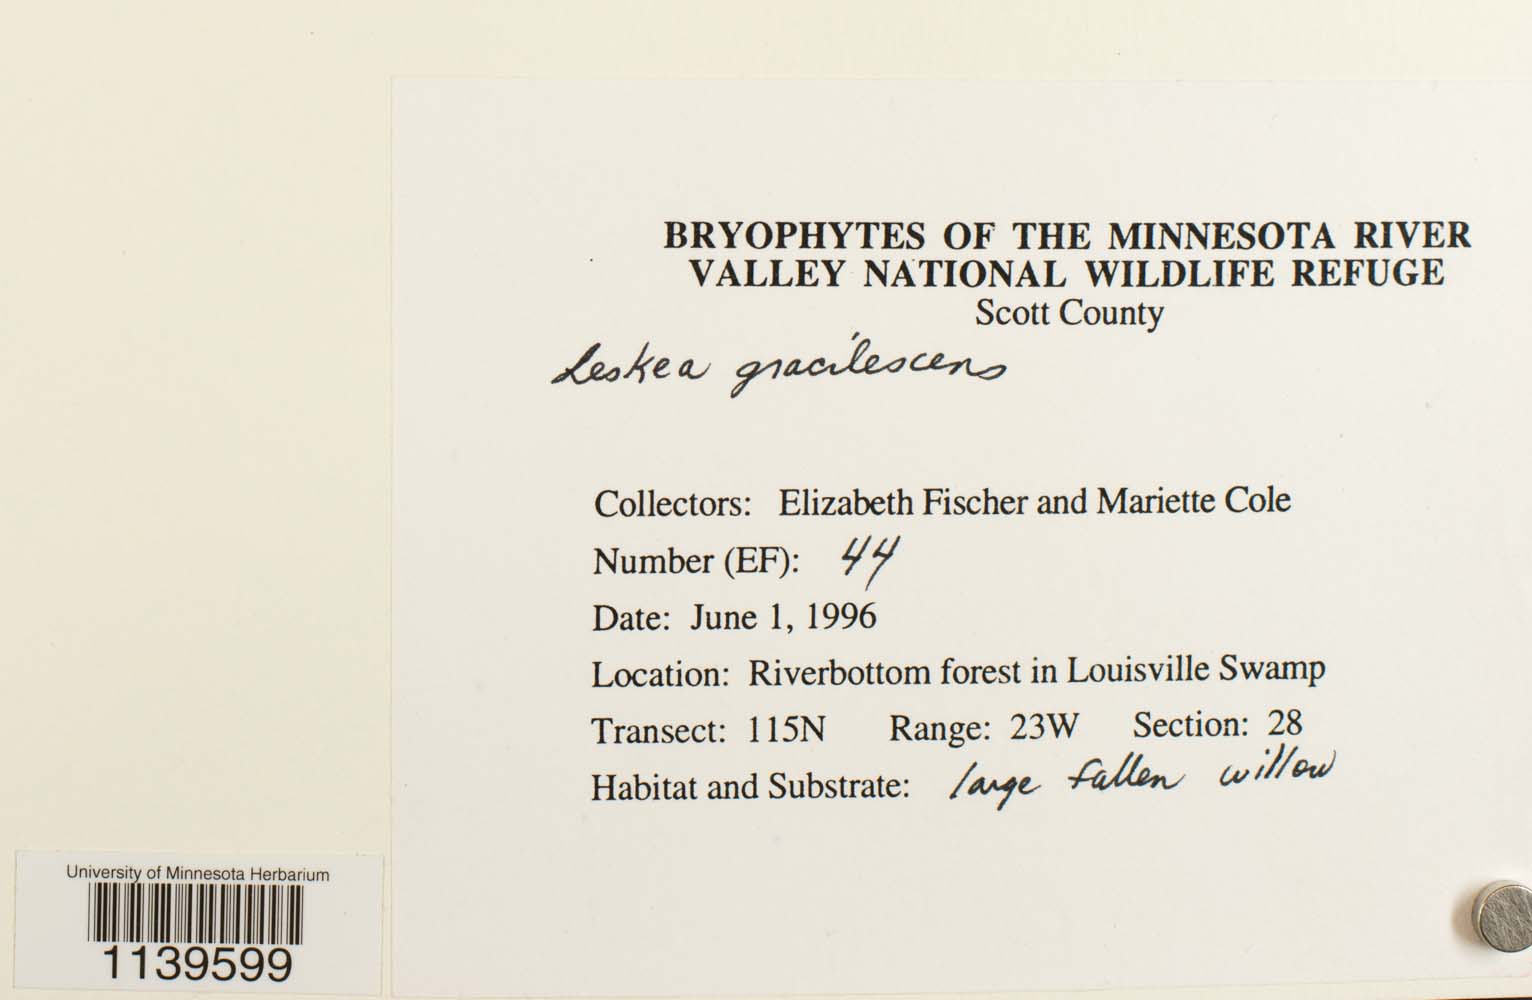 BRYOPHYTES OF THE MINNESOTA RIVER
VALLEY NATIONAL WILDLIFE REFUGE
Scott County
Leskea gracilescens
Collectors: Elizabeth Fischer and Mariette Cole
Number (EF): 44
Date: June 1, 1996
Location: Riverbottom forest in Louisville Swamp
Transect: 115N Range: 23W Section: 28
Habitat and Substrate: large fallen willow
University of Minnesota Herbarium
1139599